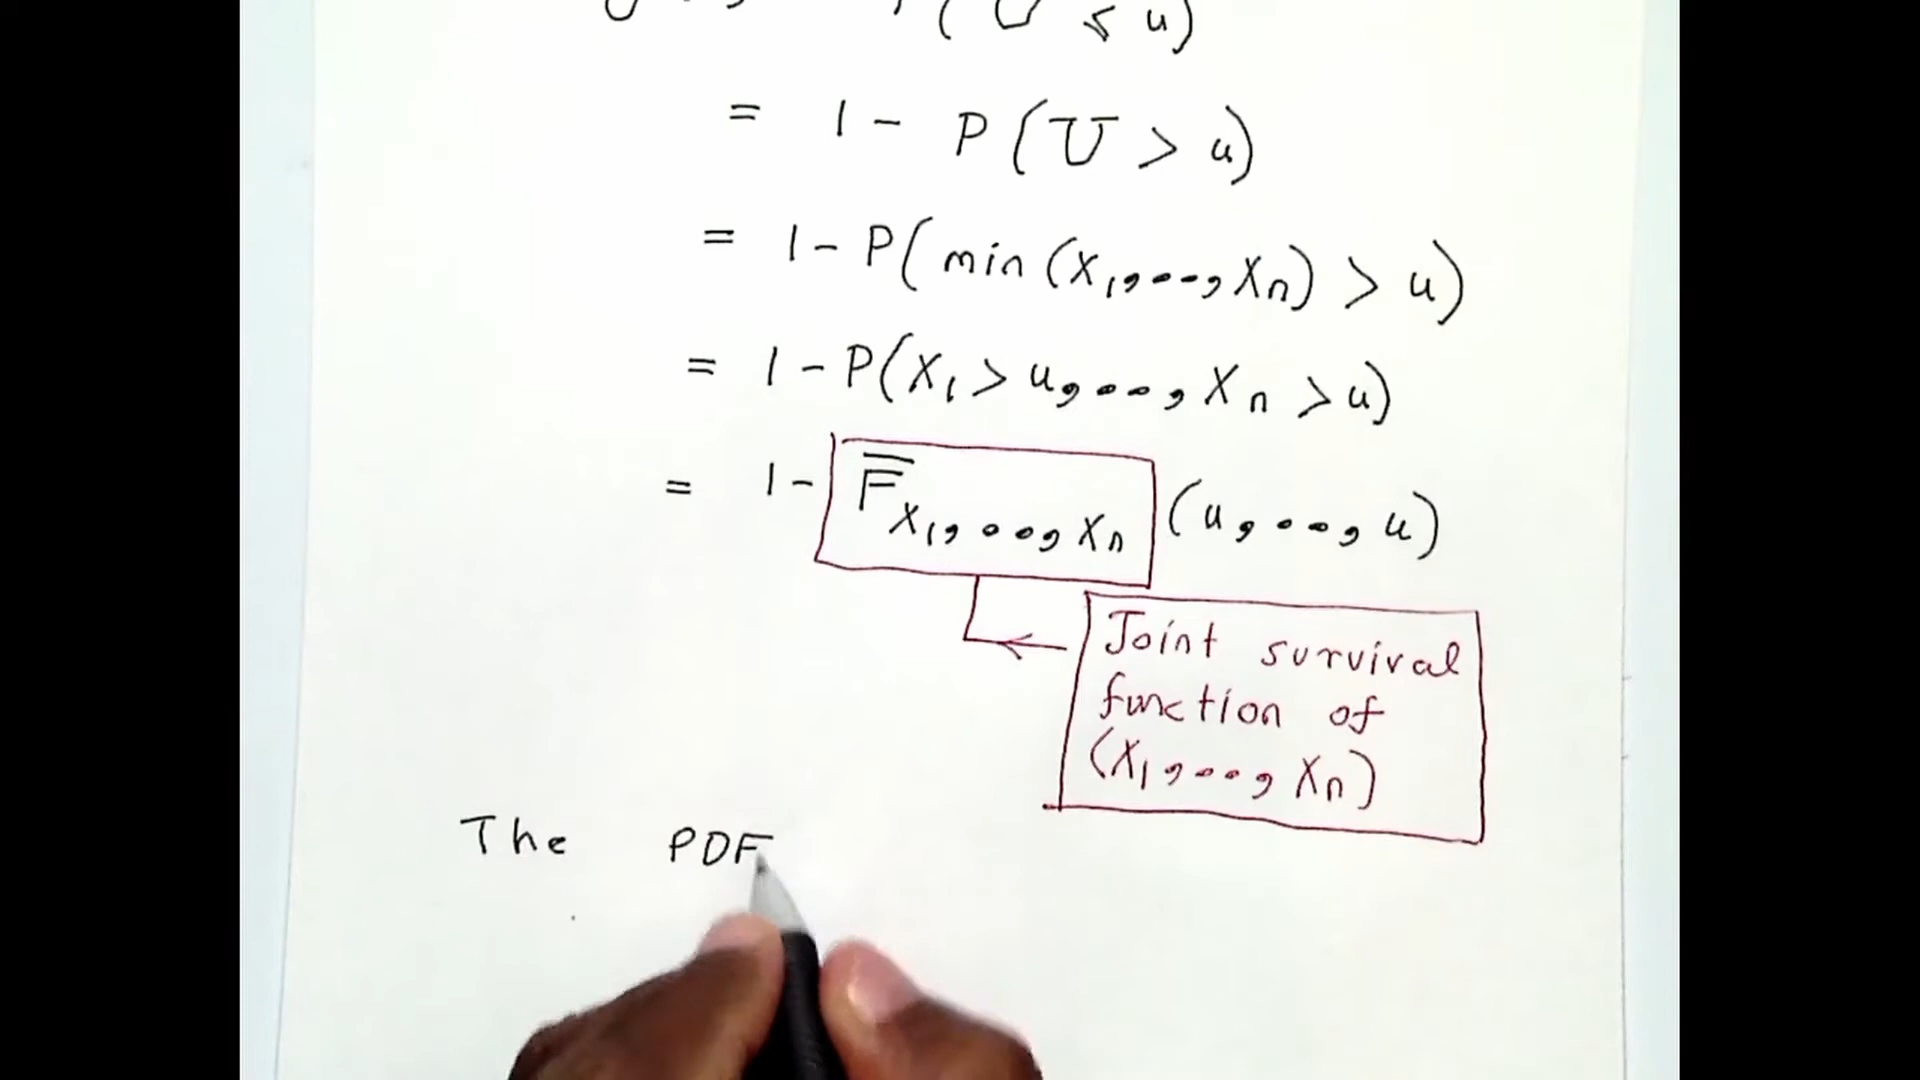 < u)
= 1 - P(U > u)
= 1 - P(min(X₁,...,Xₙ) > u)
= 1 - P(X₁ > u,...,Xₙ > u)
= 1 - F̅ X₁,...,Xₙ (u,...,u)
Joint survival
function of
(X₁,...,Xₙ)
The PDF